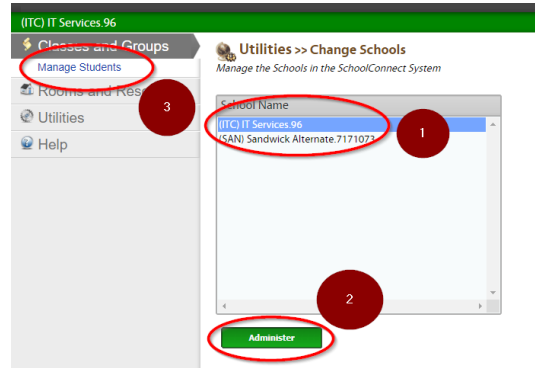 (ITC) IT Services.96
Classes and Groups
Manage Students
Rooms and Res
3
Utilities
Help
Utilities >> Change Schools
Manage the Schools in the SchoolConnect System
School Name
(ITC) IT Services.96
1
(SAN) Sandwick Alternate.7171073
2
Administer